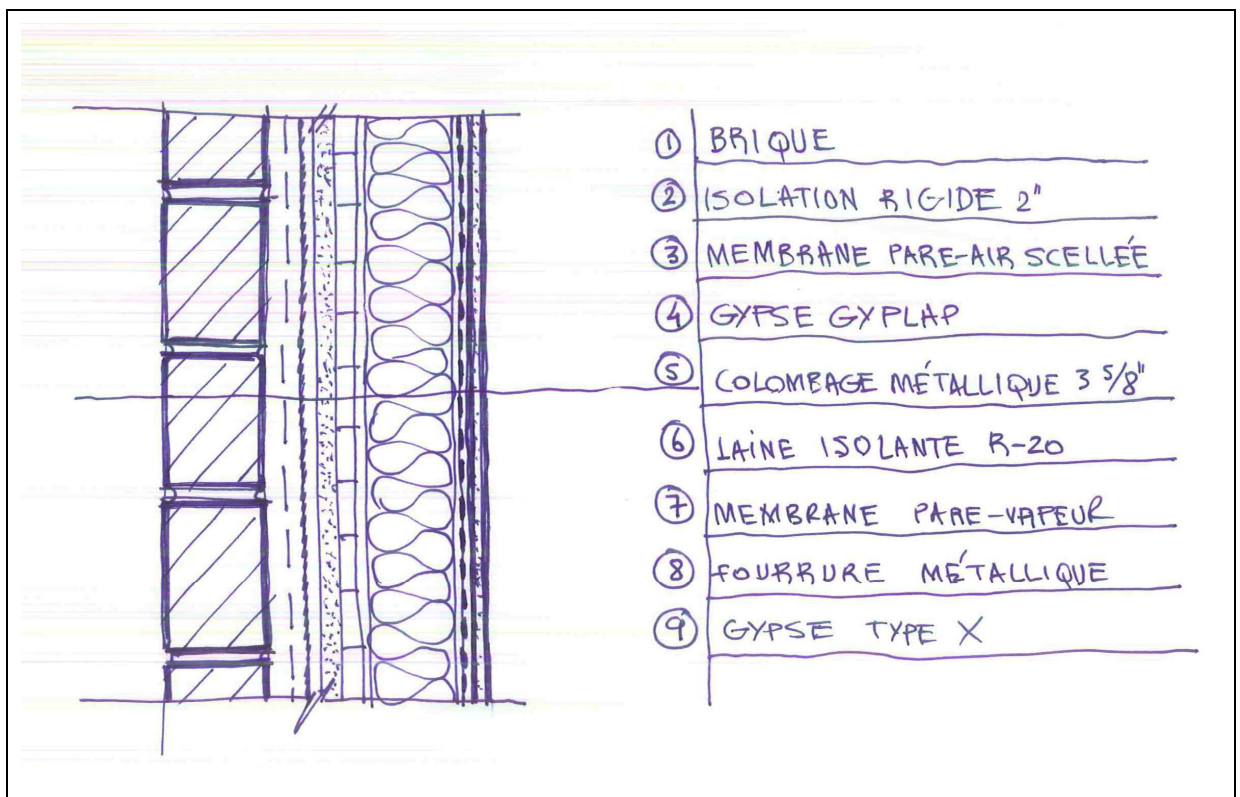 ① BRIQUE
② ISOLATION RIGIDE 2"
③ MEMBRANE PARE-AIR SCELLÉE
④ GYPSE GYPLAP
⑤ COLOMBAGE MÉTALLIQUE 3 5/8"
⑥ LAINE ISOLANTE R-20
⑦ MEMBRANE PARE-VAPEUR
⑧ FOURRURE MÉTALLIQUE
⑨ GYPSE TYPE X